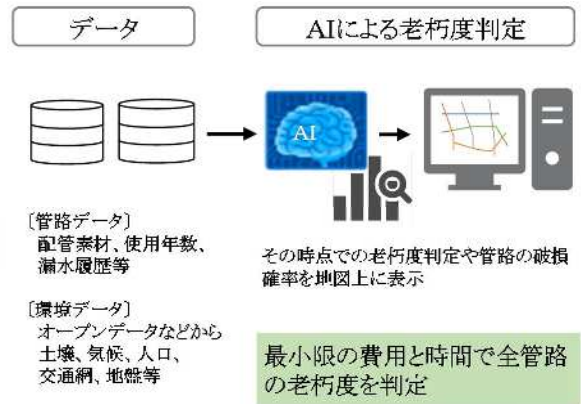 データ
AIによる老朽度判定
AI
〔管路データ〕
配管素材、使用年数、
漏水履歴等
〔環境データ〕
オープンデータなどから
土壌、気候、人口、
交通網、地盤等
その時点での老朽度判定や管路の破損
確率を地図上に表示
最小限の費用と時間で全管路
の老朽度を判定